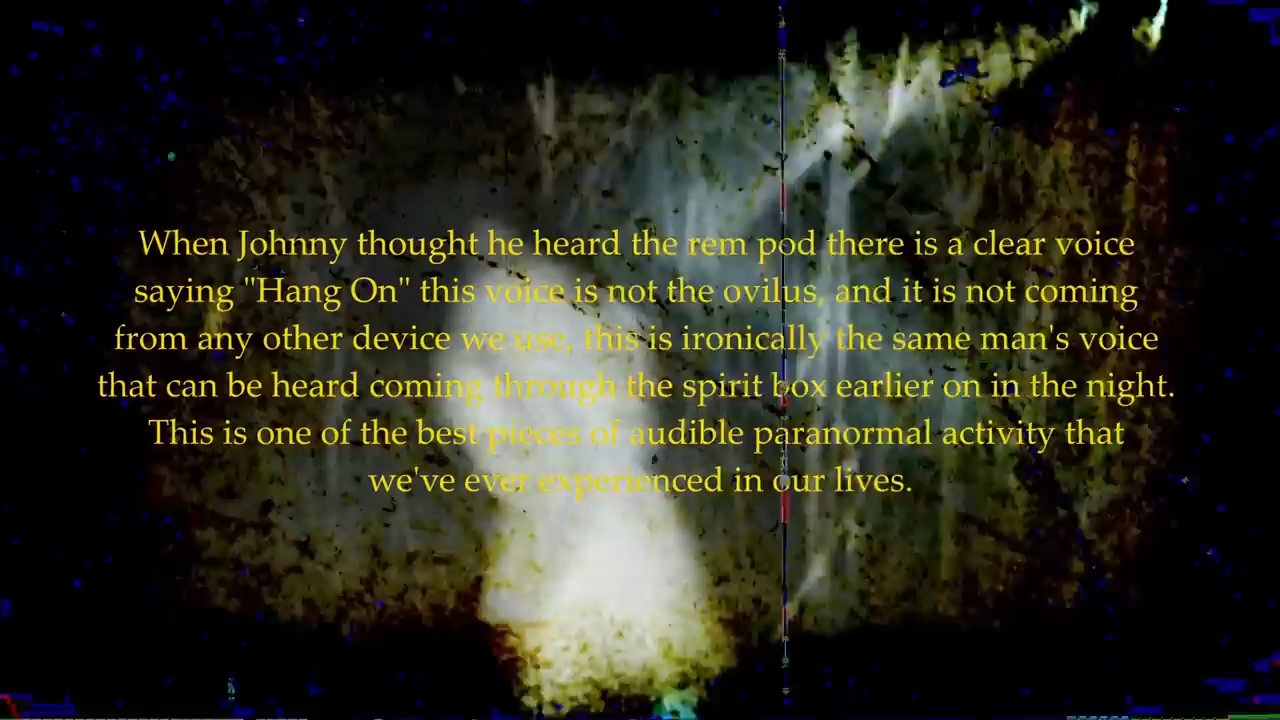 When Johnny thought he heard the rem pod there is a clear voice
saying "Hang On" this voice is not the ovilus, and it is not coming
from any other device we use, this is ironically the same man's voice
that can be heard coming through the spirit box earlier on in the night.
This is one of the best pieces of audible paranormal activity that
we've ever experienced in our lives.